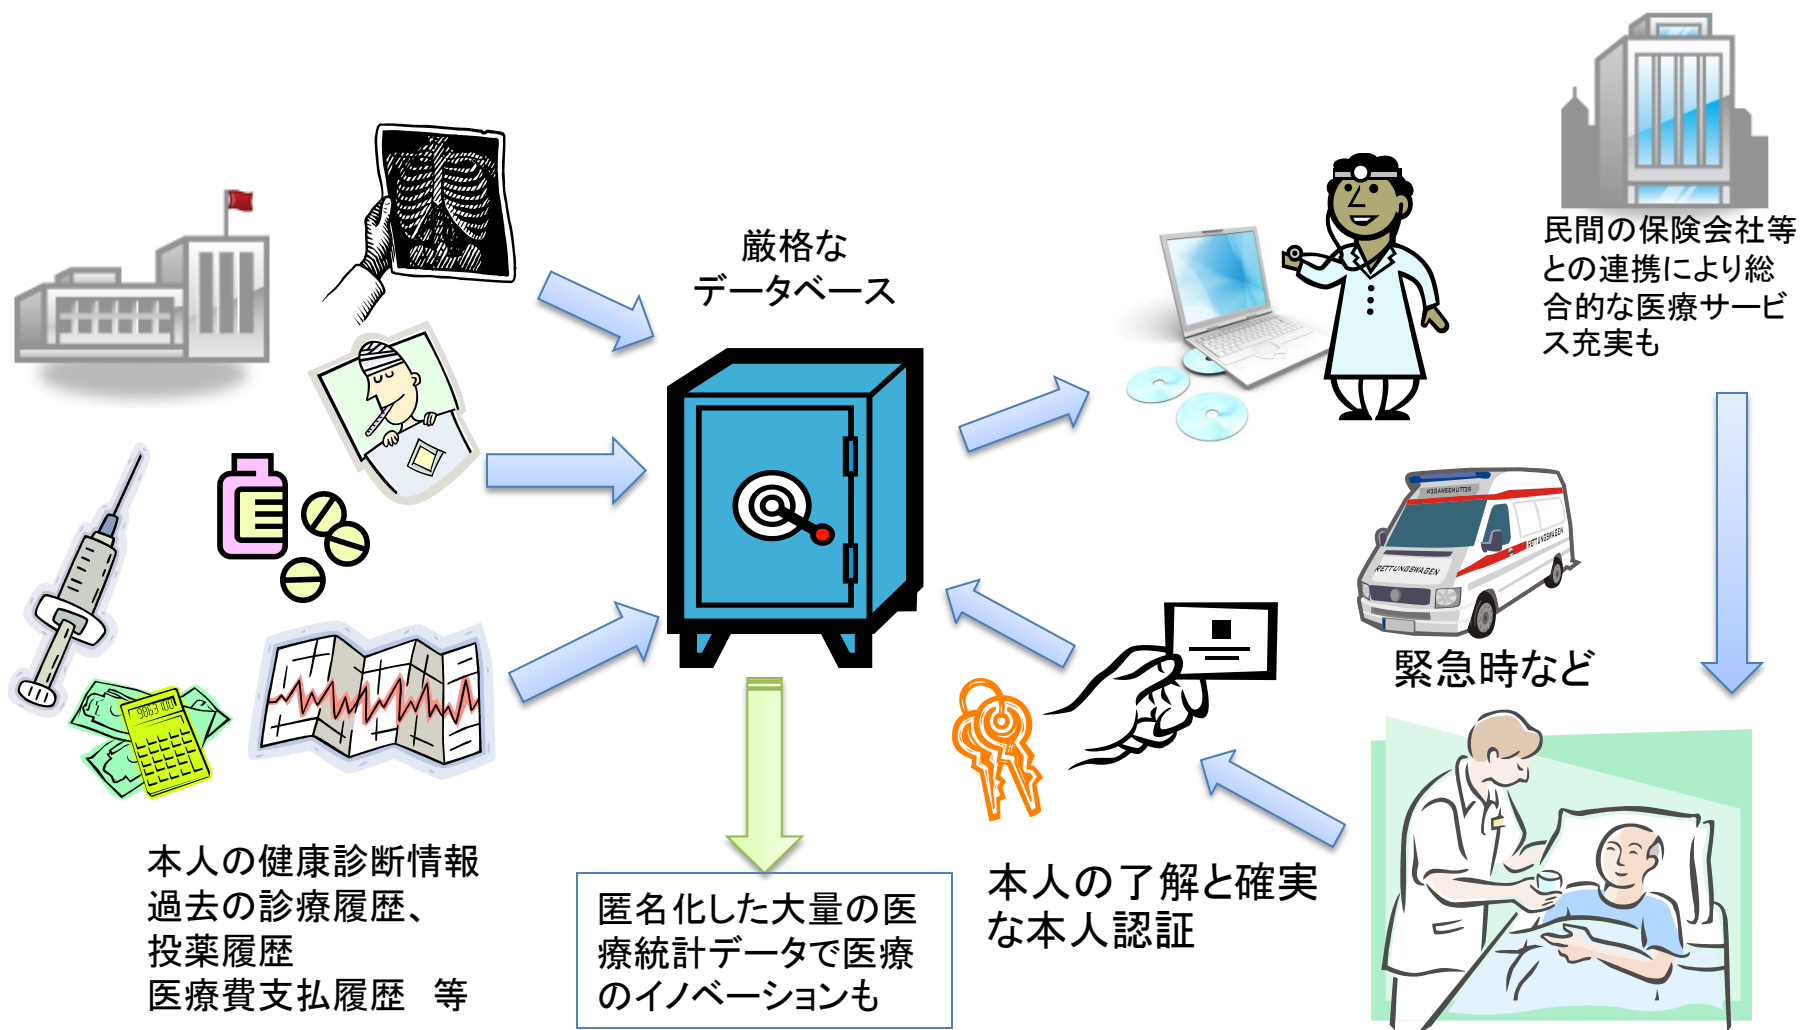 厳格な
データベース
民間の保険会社等
との連携により総
合的な医療サービ
ス充実も
RETTUNGSWAGEN
RETTUNGSWAGEN
RETTUNGSWAGEN
緊急時など
本人の健康診断情報
過去の診療履歴、
投薬履歴
医療費支払履歴　等
匿名化した大量の医
療統計データで医療
のイノベーションも
本人の了解と確実
な本人認証